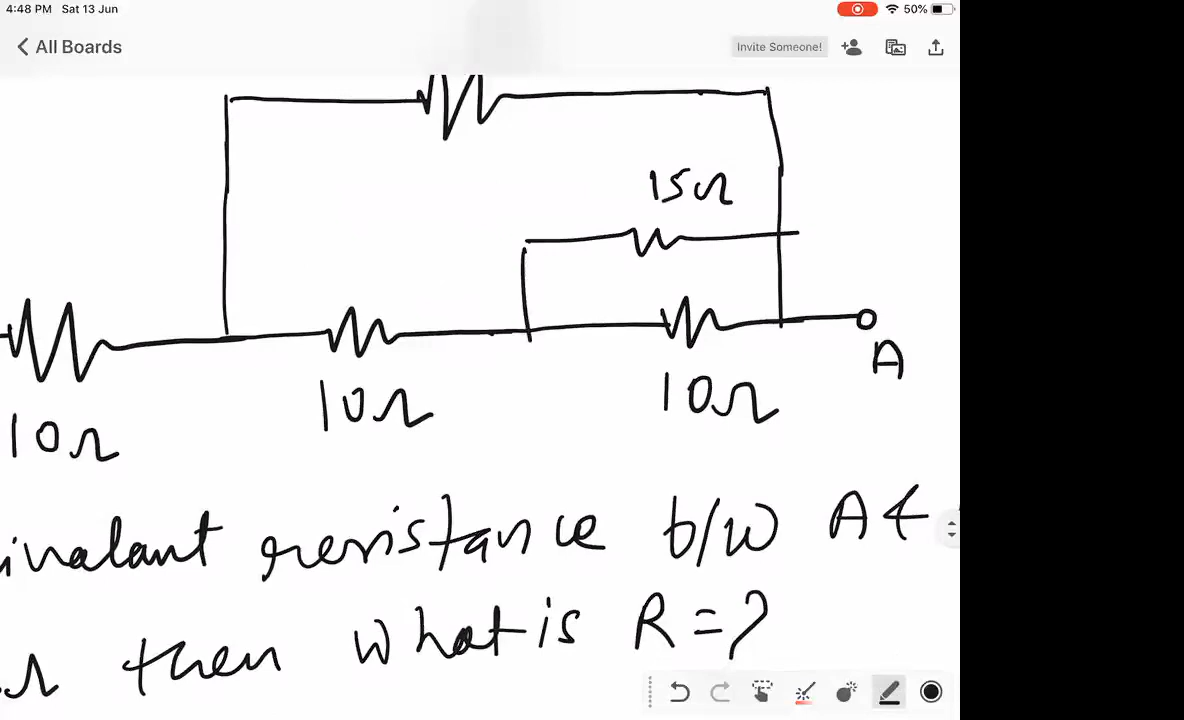 4:48 PM Sat 13 Jun
50%
All Boards
Invite Someone!
15Ω
A
10Ω
10Ω
10Ω
ivalant resistance b/w A &
then what is R = ?